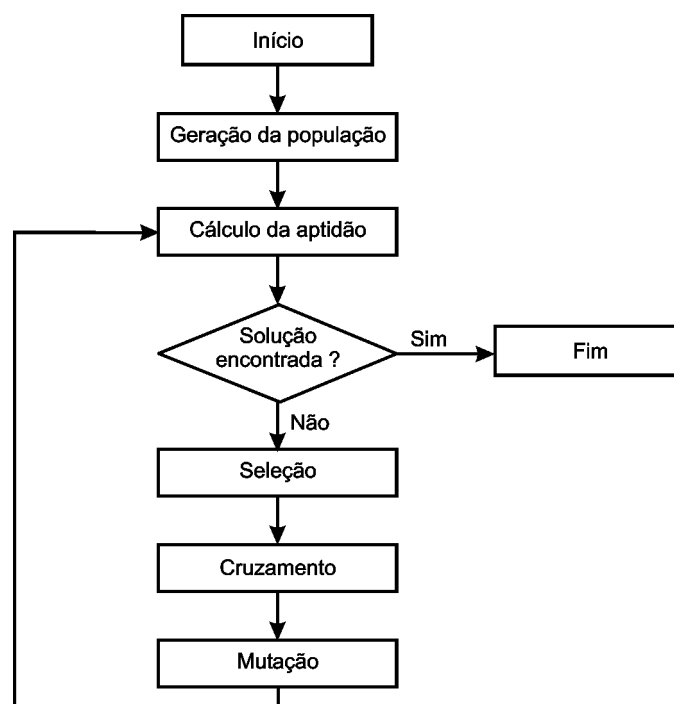 Início
Geração da população
Cálculo da aptidão
Solução
encontrada ?
Sim
Fim
Não
Seleção
Cruzamento
Mutação